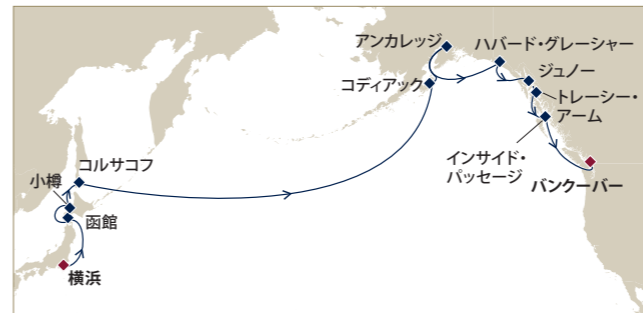 アンカレッジ
ハバード・グレーシャー
コディアック
ジュノー
トレーシー・
アーム
インサイド・
パッセージ
バンクーバー
コルサコフ
小樽
函館
横浜